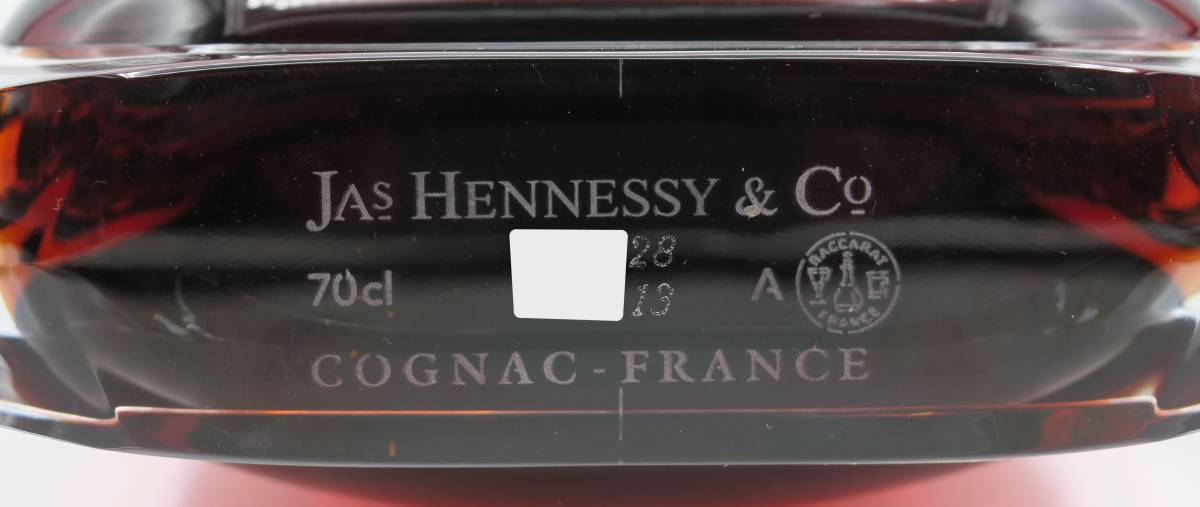 JAS HENNESSY & Cº
28
70cl
A
BACCARAT
FRANCE
13
COGNAC-FRANCE